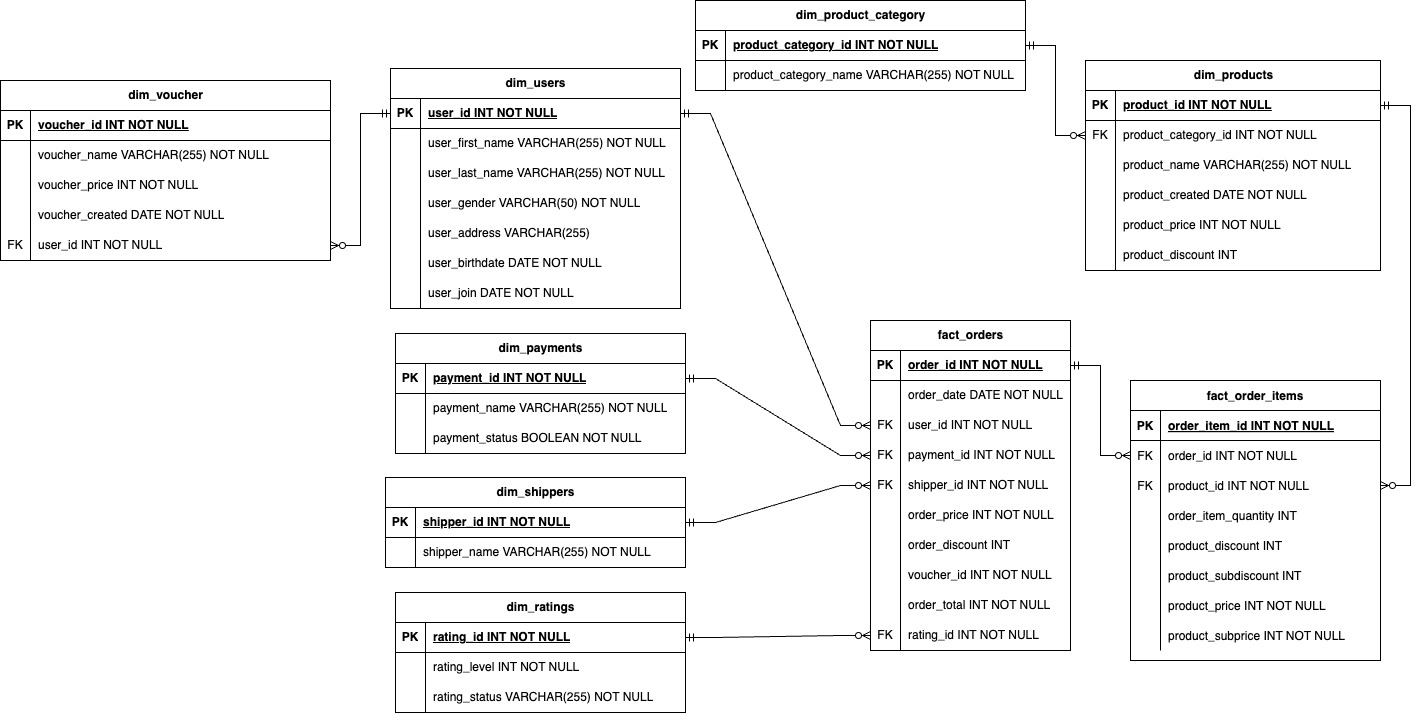 dim_product_category
PK product_category_id INT NOT NULL
product_category_name VARCHAR(255) NOT NULL
dim_products
PK product_id INT NOT NULL
FK product_category_id INT NOT NULL
product_name VARCHAR(255) NOT NULL
product_created DATE NOT NULL
product_price INT NOT NULL
product_discount INT
dim_users
PK user_id INT NOT NULL
user_first_name VARCHAR(255) NOT NULL
user_last_name VARCHAR(255) NOT NULL
user_gender VARCHAR(50) NOT NULL
user_address VARCHAR(255)
user_birthdate DATE NOT NULL
user_join DATE NOT NULL
dim_voucher
PK voucher_id INT NOT NULL
voucher_name VARCHAR(255) NOT NULL
voucher_price INT NOT NULL
voucher_created DATE NOT NULL
FK user_id INT NOT NULL
dim_payments
PK payment_id INT NOT NULL
payment_name VARCHAR(255) NOT NULL
payment_status BOOLEAN NOT NULL
dim_shippers
PK shipper_id INT NOT NULL
shipper_name VARCHAR(255) NOT NULL
dim_ratings
PK rating_id INT NOT NULL
rating_level INT NOT NULL
rating_status VARCHAR(255) NOT NULL
fact_orders
PK order_id INT NOT NULL
order_date DATE NOT NULL
FK user_id INT NOT NULL
FK payment_id INT NOT NULL
FK shipper_id INT NOT NULL
order_price INT NOT NULL
order_discount INT
voucher_id INT NOT NULL
order_total INT NOT NULL
FK rating_id INT NOT NULL
fact_order_items
PK order_item_id INT NOT NULL
FK order_id INT NOT NULL
FK product_id INT NOT NULL
order_item_quantity INT
product_discount INT
product_subdiscount INT
product_price INT NOT NULL
product_subprice INT NOT NULL